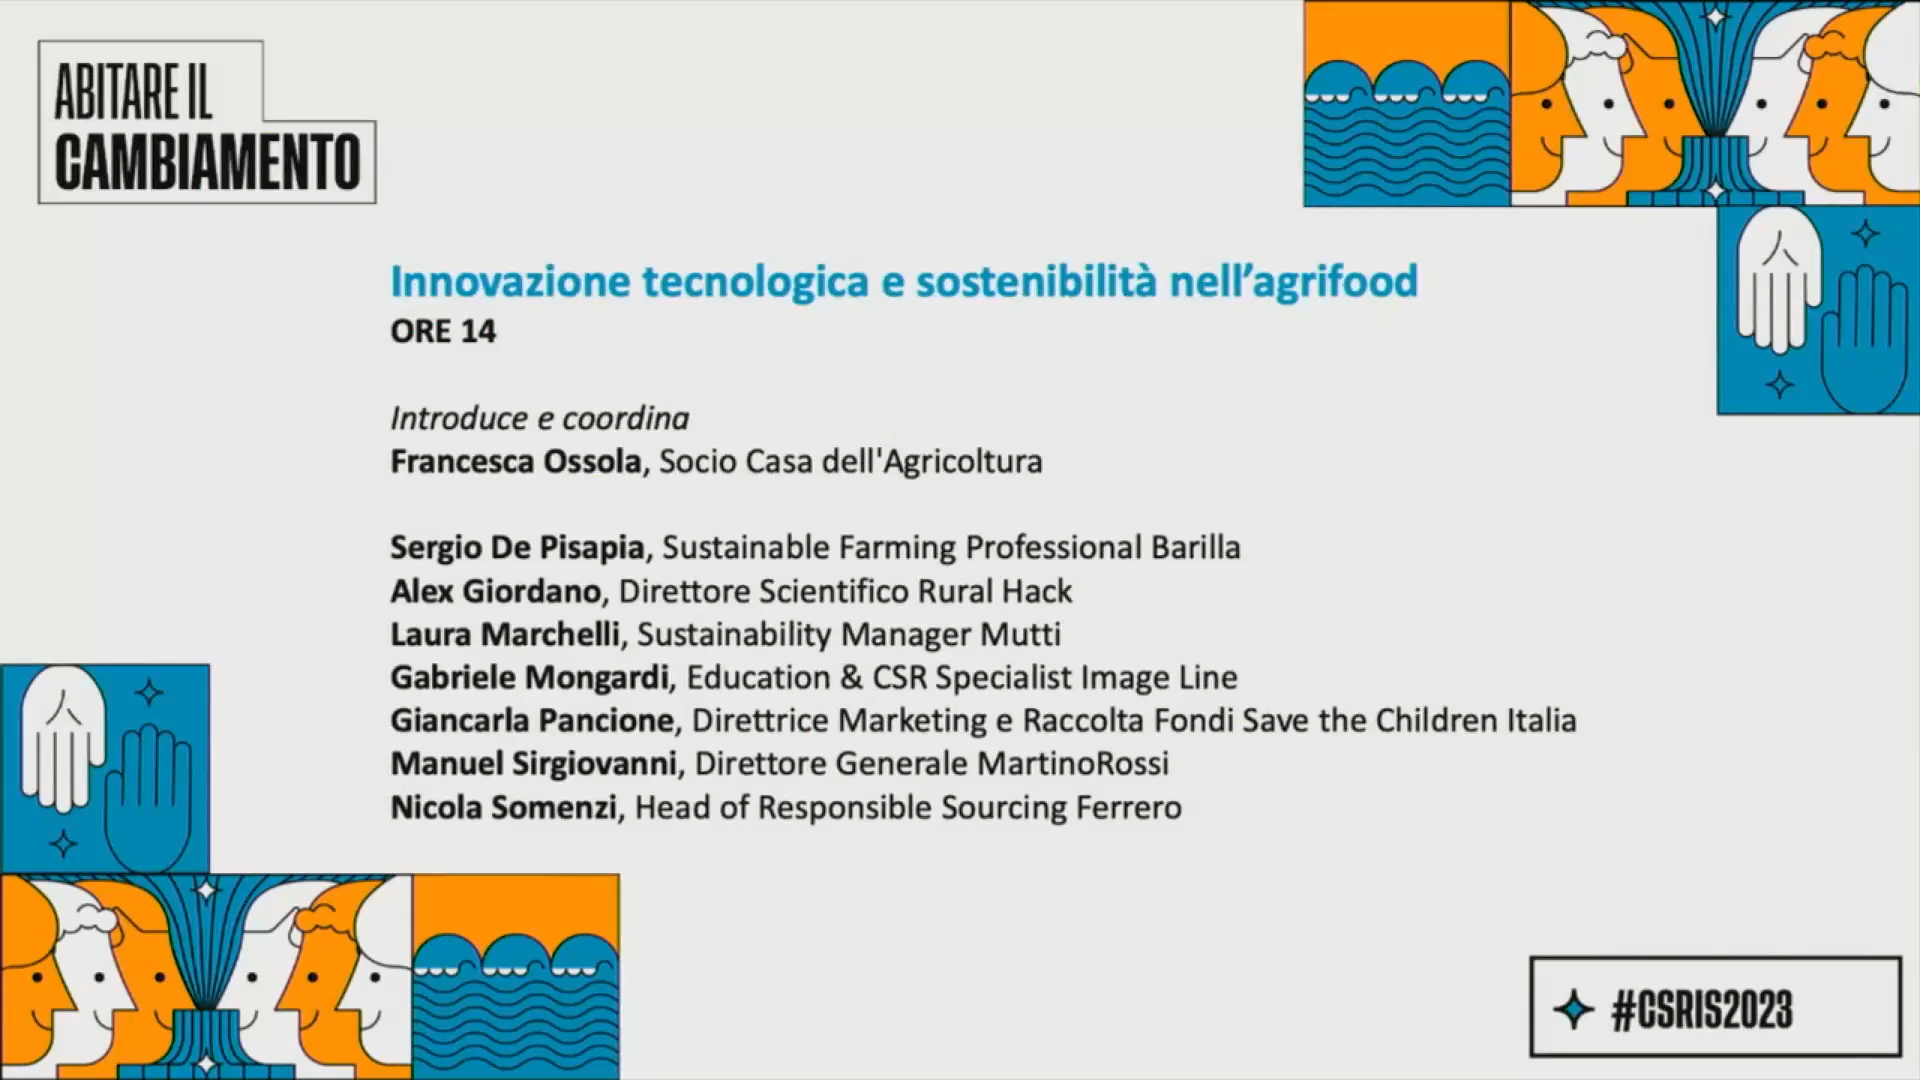 ABITARE IL
CAMBIAMENTO
Innovazione tecnologica e sostenibilità nell’agrifood
ORE 14
Introduce e coordina
Francesca Ossola, Socio Casa dell'Agricoltura
Sergio De Pisapia, Sustainable Farming Professional Barilla
Alex Giordano, Direttore Scientifico Rural Hack
Laura Marchelli, Sustainability Manager Mutti
Gabriele Mongardi, Education & CSR Specialist Image Line
Giancarla Pancione, Direttrice Marketing e Raccolta Fondi Save the Children Italia
Manuel Sirgiovanni, Direttore Generale MartinoRossi
Nicola Somenzi, Head of Responsible Sourcing Ferrero
#CSRIS2023